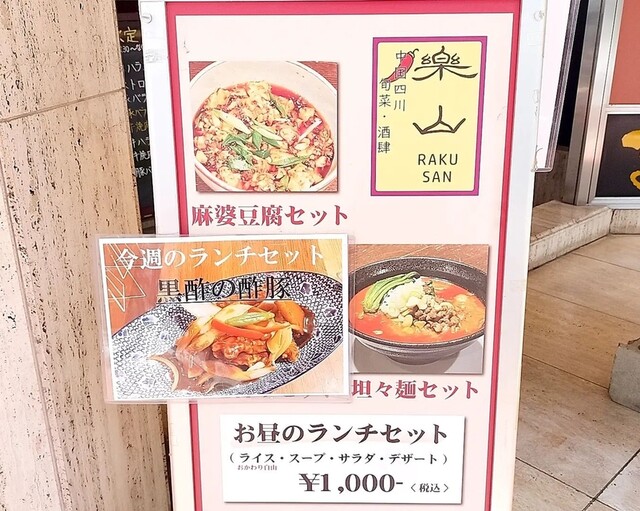 樂山
中国四川
旬菜・酒肆
RAKU
SAN
麻婆豆腐セット
今週のランチセット
黒酢の酢豚
坦々麺セット
お昼のランチセット
(ライス・スープ・サラダ・デザート)
おかわり自由
¥1,000-〈税込〉